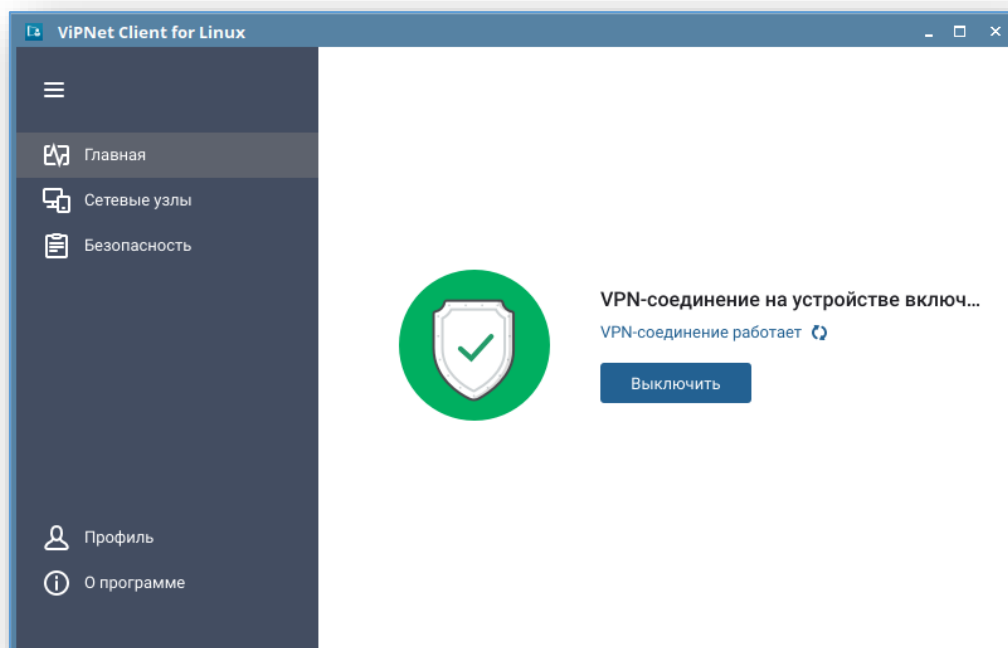 ViPNet Client for Linux
Главная
Сетевые узлы
Безопасность
VPN-соединение на устройстве включ...
VPN-соединение работает
Выключить
Профиль
О программе